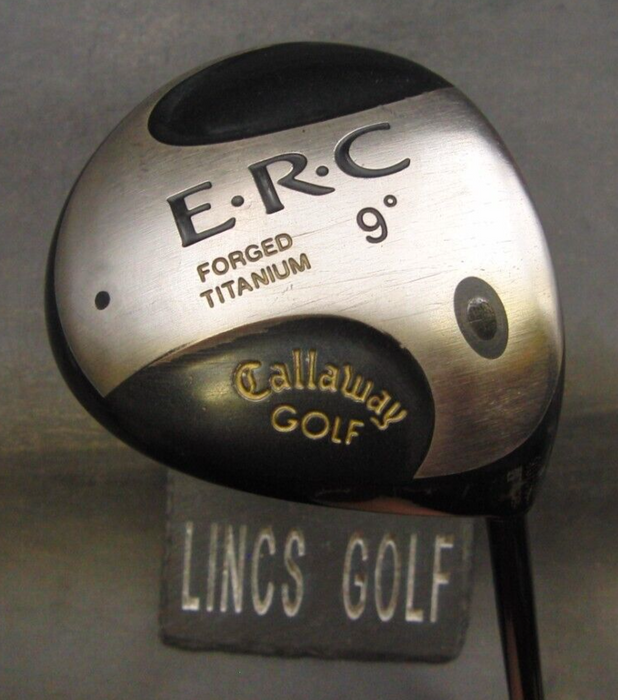 E·R·C
9°
FORGED
TITANIUM
Callaway
GOLF
LINCS GOLF